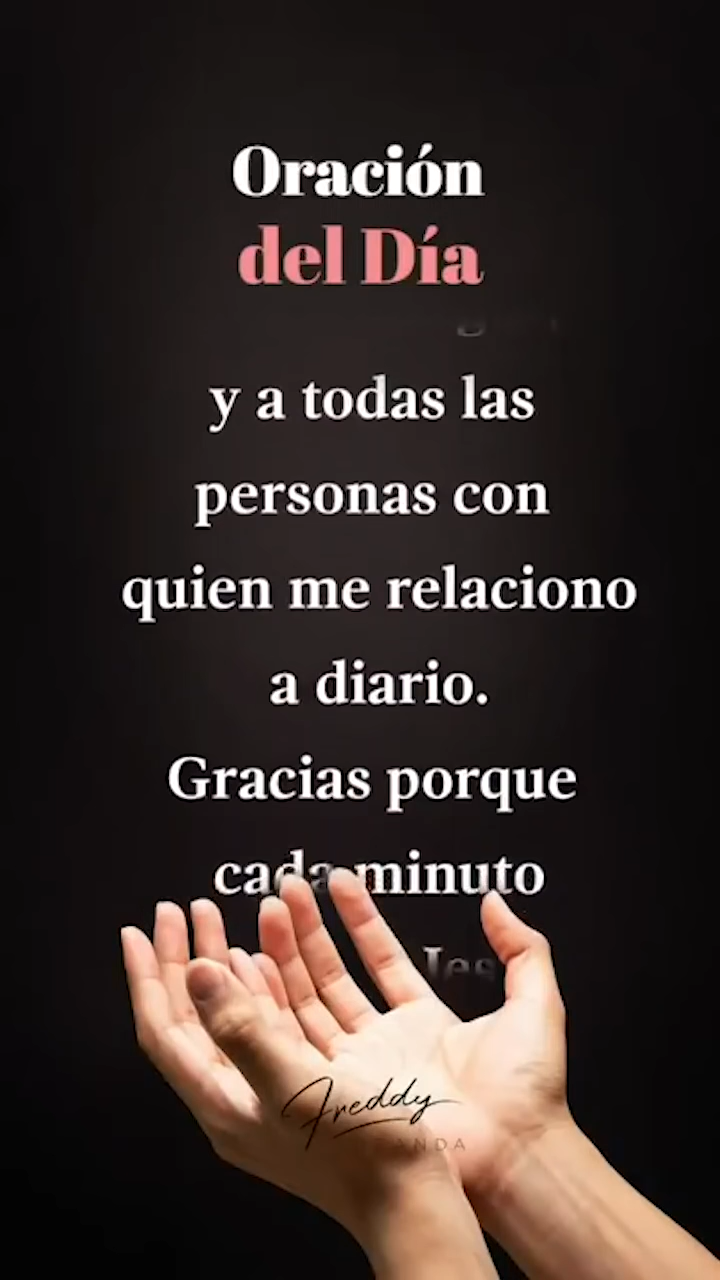 Oración
del Día
y a todas las
personas con
quien me relaciono
a diario.
Gracias porque
cada minuto
Freddy